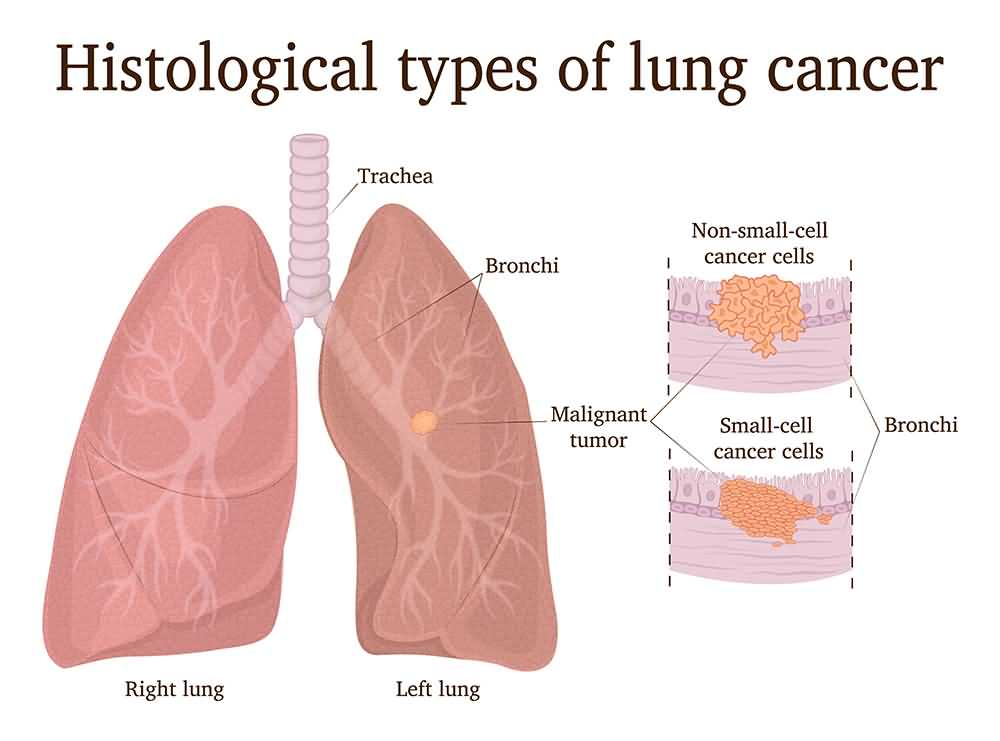 Histological types of lung cancer
Trachea
Bronchi
Malignant
tumor
Non-small-cell
cancer cells
Small-cell
cancer cells
Bronchi
Right lung
Left lung